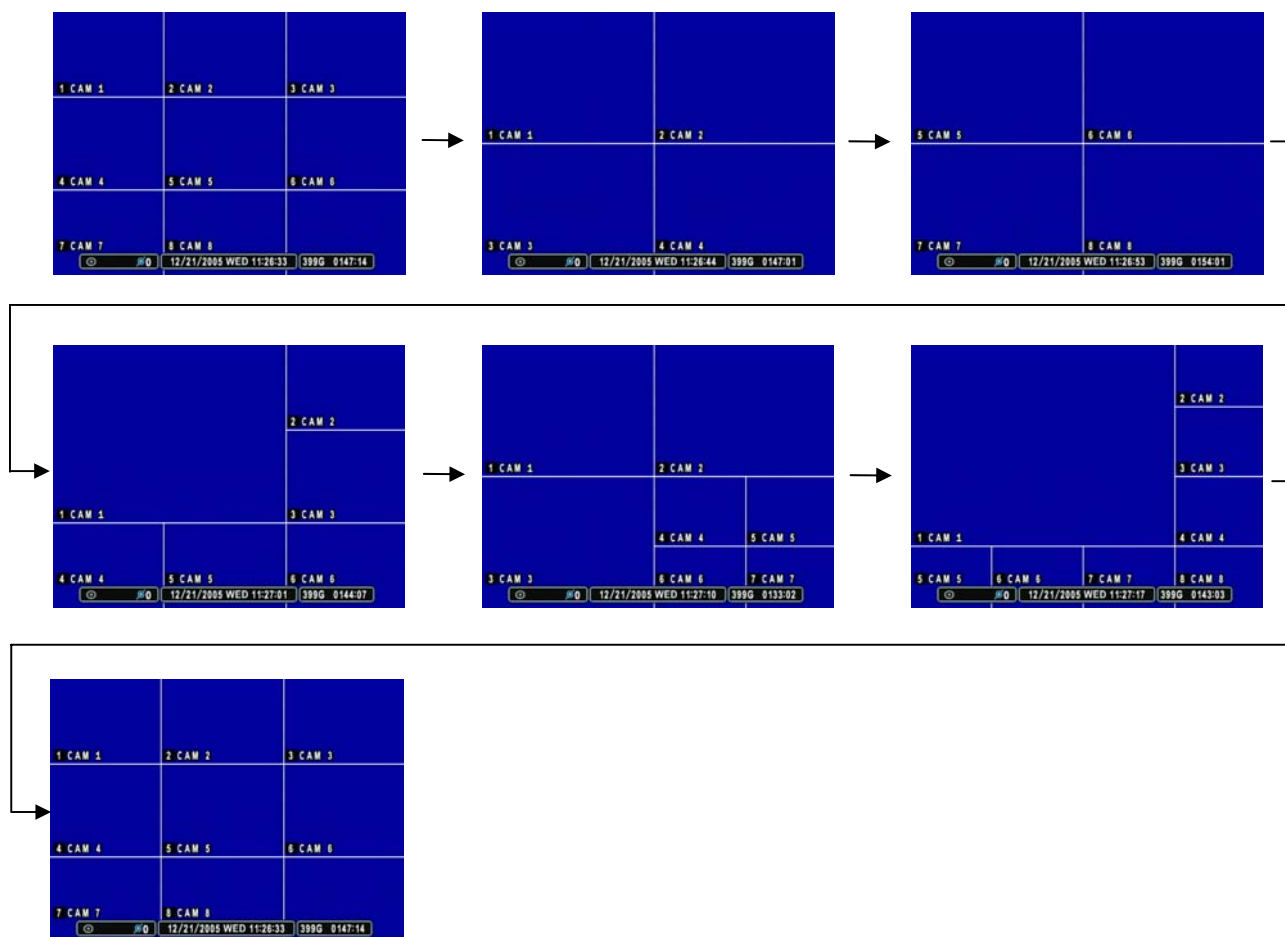 1 CAM 1 2 CAM 2 3 CAM 3
4 CAM 4 5 CAM 5 6 CAM 6
7 CAM 7 8 CAM 8
0 12/21/2005 WED 11:26:33 399G 0147:14
1 CAM 1 2 CAM 2
3 CAM 3 4 CAM 4
0 12/21/2005 WED 11:26:44 399G 0147:01
5 CAM 5 6 CAM 6
7 CAM 7 8 CAM 8
0 12/21/2005 WED 11:26:53 399G 0154:01
2 CAM 2
1 CAM 1 3 CAM 3
4 CAM 4 5 CAM 5 6 CAM 6
0 12/21/2005 WED 11:27:01 399G 0144:07
1 CAM 1 2 CAM 2
4 CAM 4 5 CAM 5
3 CAM 3 6 CAM 6 7 CAM 7
0 12/21/2005 WED 11:27:10 399G 0133:02
2 CAM 2
3 CAM 3
1 CAM 1 4 CAM 4
5 CAM 5 6 CAM 6 7 CAM 7 8 CAM 8
0 12/21/2005 WED 11:27:17 399G 0143:03
1 CAM 1 2 CAM 2 3 CAM 3
4 CAM 4 5 CAM 5 6 CAM 6
7 CAM 7 8 CAM 8
0 12/21/2005 WED 11:26:33 399G 0147:14